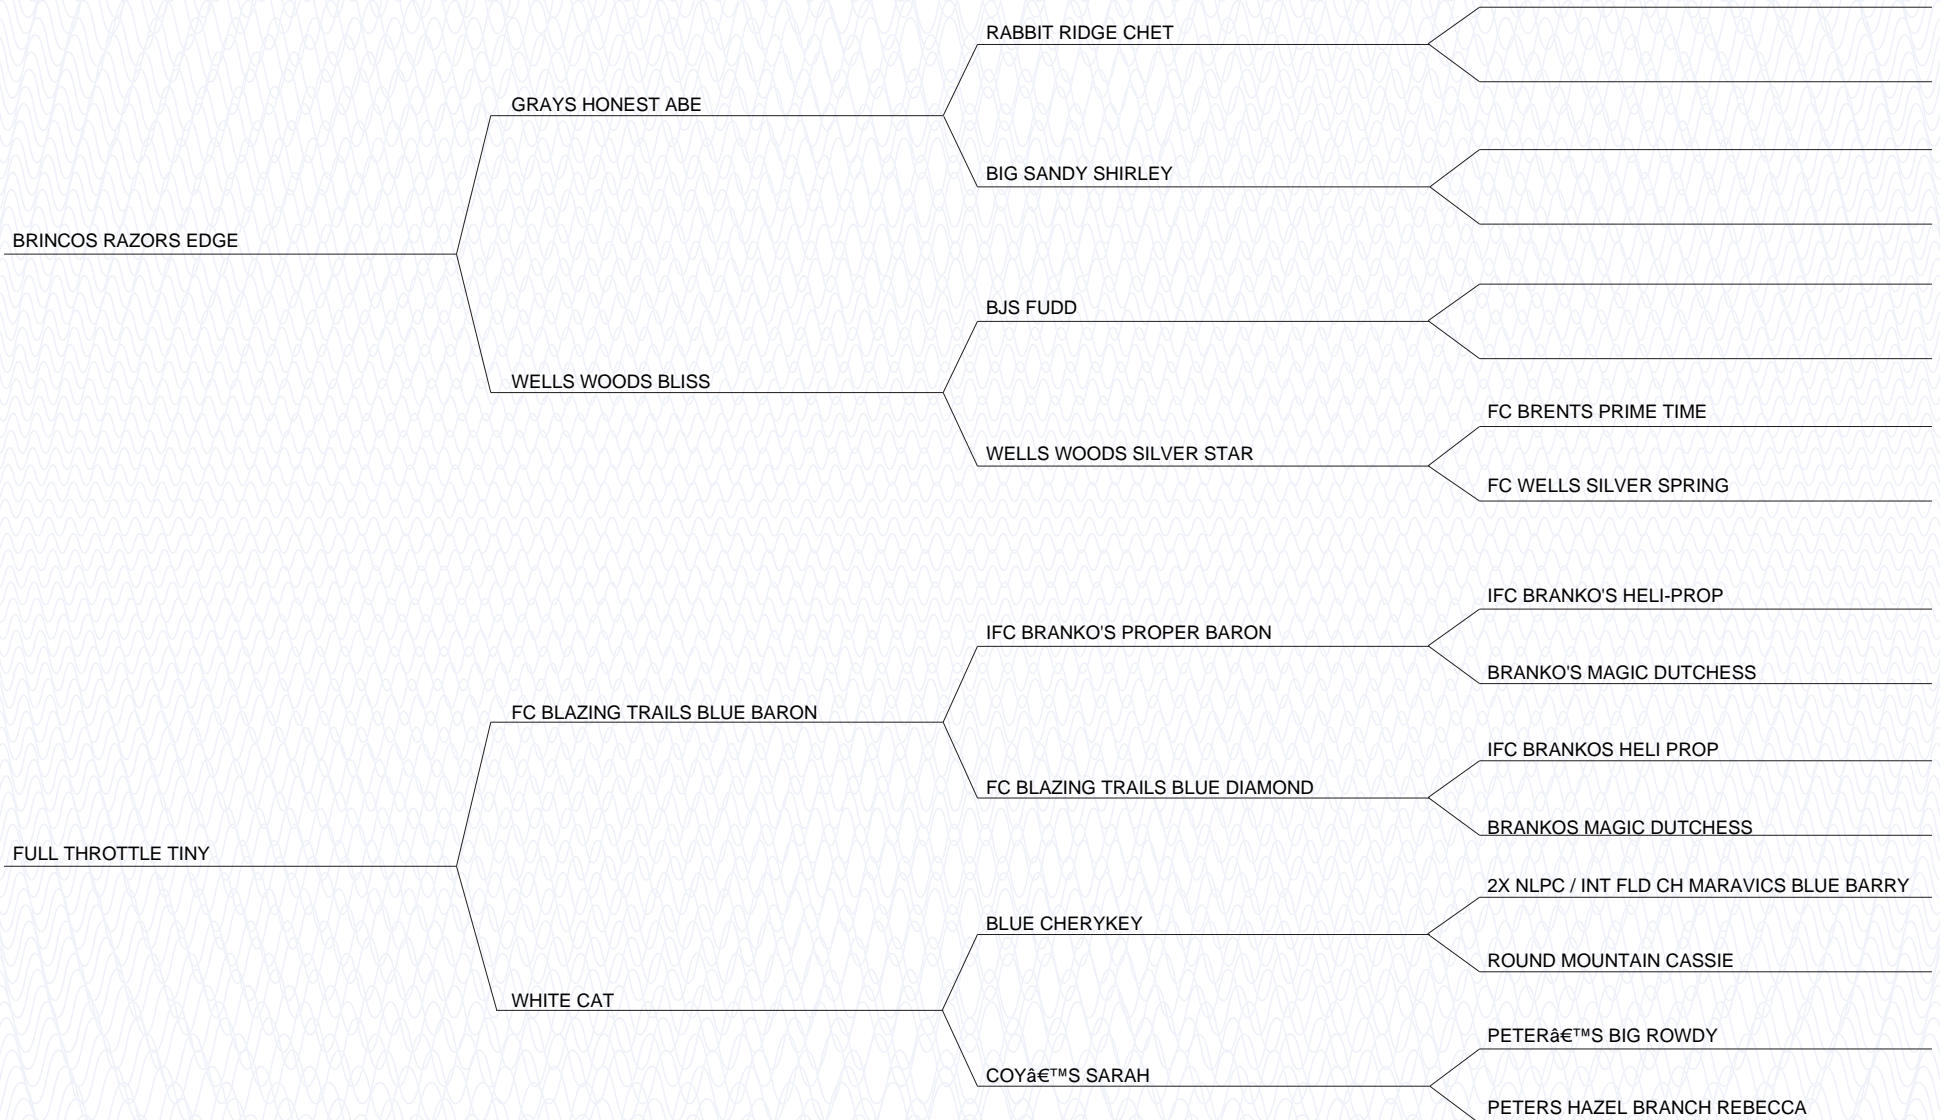 RABBIT RIDGE CHET
GRAYS HONEST ABE
BIG SANDY SHIRLEY
BRINCOS RAZORS EDGE
BJS FUDD
WELLS WOODS BLISS
FC BRENTS PRIME TIME
WELLS WOODS SILVER STAR
FC WELLS SILVER SPRING
IFC BRANKO'S HELI-PROP
IFC BRANKO'S PROPER BARON
BRANKO'S MAGIC DUTCHESS
FC BLAZING TRAILS BLUE BARON
IFC BRANKOS HELI PROP
FC BLAZING TRAILS BLUE DIAMOND
BRANKOS MAGIC DUTCHESS
FULL THROTTLE TINY
2X NLPC / INT FLD CH MARAVICS BLUE BARRY
BLUE CHERYKEY
ROUND MOUNTAIN CASSIE
WHITE CAT
PETER’S BIG ROWDY
COY’S SARAH
PETERS HAZEL BRANCH REBECCA